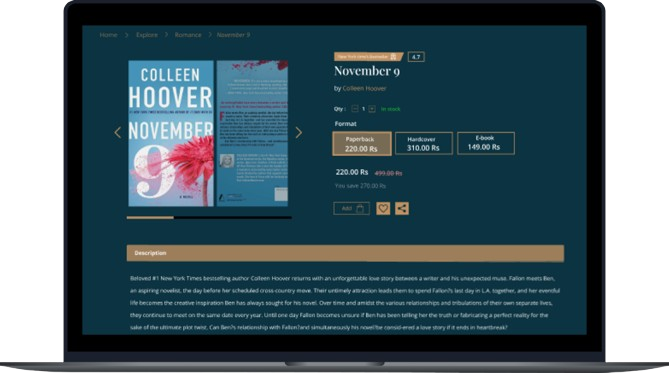 Home > Explore > Romance > November 9
New York time's Bestseller
4.7
November 9
by Colleen Hoover
Qty : - 1 + In stock
Format
Paperback
220.00 Rs
Hardcover
310.00 Rs
E-book
149.00 Rs
220.00 Rs 499.00 Rs
You save 276.00 Rs
Add
COLLEEN
HOOVER
NOVEMBER
9
A NOVEL
Description
Beloved #1 New York Times bestselling author Colleen Hoover returns with an unforgettable love story between a writer and his unexpected muse. Fallon meets Ben,
an aspiring novelist, the day before her scheduled cross-country move. Their untimely attraction leads them to spend Fallon?s last day in L.A. together, and her eventful
life becomes the creative inspiration Ben has always sought for his novel. Over time and amidst the various relationships and tribulations of their own separate lives,
they continue to meet on the same date every year. Until one day Fallon becomes unsure if Ben has been telling her the truth or fabricating a perfect reality for the
sake of the ultimate plot twist. Can Ben?s relationship with Fallon?and simultaneously his novel?be consid-ered a love story if it ends in heartbreak?